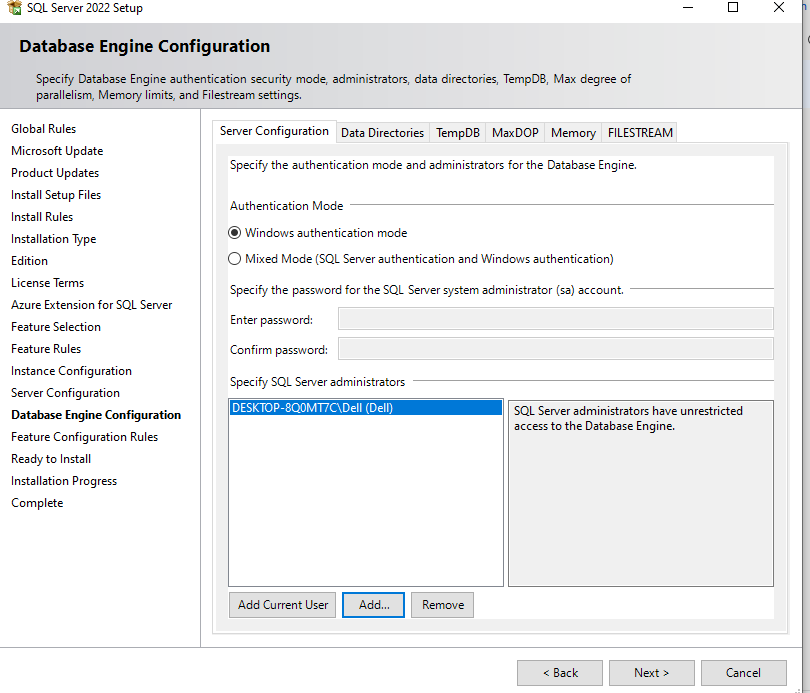 SQL Server 2022 Setup
Database Engine Configuration
Specify Database Engine authentication security mode, administrators, data directories, TempDB, Max degree of
parallelism, Memory limits, and Filestream settings.
Global Rules
Microsoft Update
Product Updates
Install Setup Files
Install Rules
Installation Type
Edition
License Terms
Azure Extension for SQL Server
Feature Selection
Feature Rules
Instance Configuration
Server Configuration
Database Engine Configuration
Feature Configuration Rules
Ready to Install
Installation Progress
Complete
Server Configuration Data Directories TempDB MaxDOP Memory FILESTREAM
Specify the authentication mode and administrators for the Database Engine.
Authentication Mode
Windows authentication mode
Mixed Mode (SQL Server authentication and Windows authentication)
Specify the password for the SQL Server system administrator (sa) account.
Enter password:
Confirm password:
Specify SQL Server administrators
DESKTOP-8Q0MT7C\Dell (Dell)
SQL Server administrators have unrestricted
access to the Database Engine.
Add Current User Add... Remove
< Back Next > Cancel